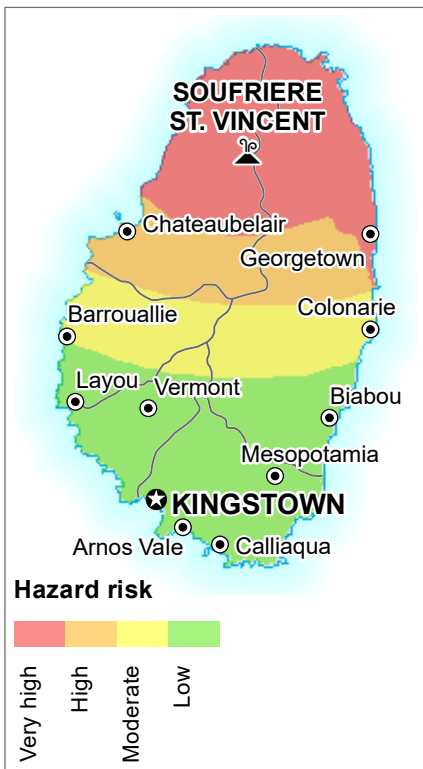 SOUFRIERE
ST. VINCENT
Chateaubelair
Georgetown
Colonarie
Barrouallie
Layou
Vermont
Biabou
Mesopotamia
KINGSTOWN
Arnos Vale
Calliaqua
Hazard risk
Very high
High
Moderate
Low